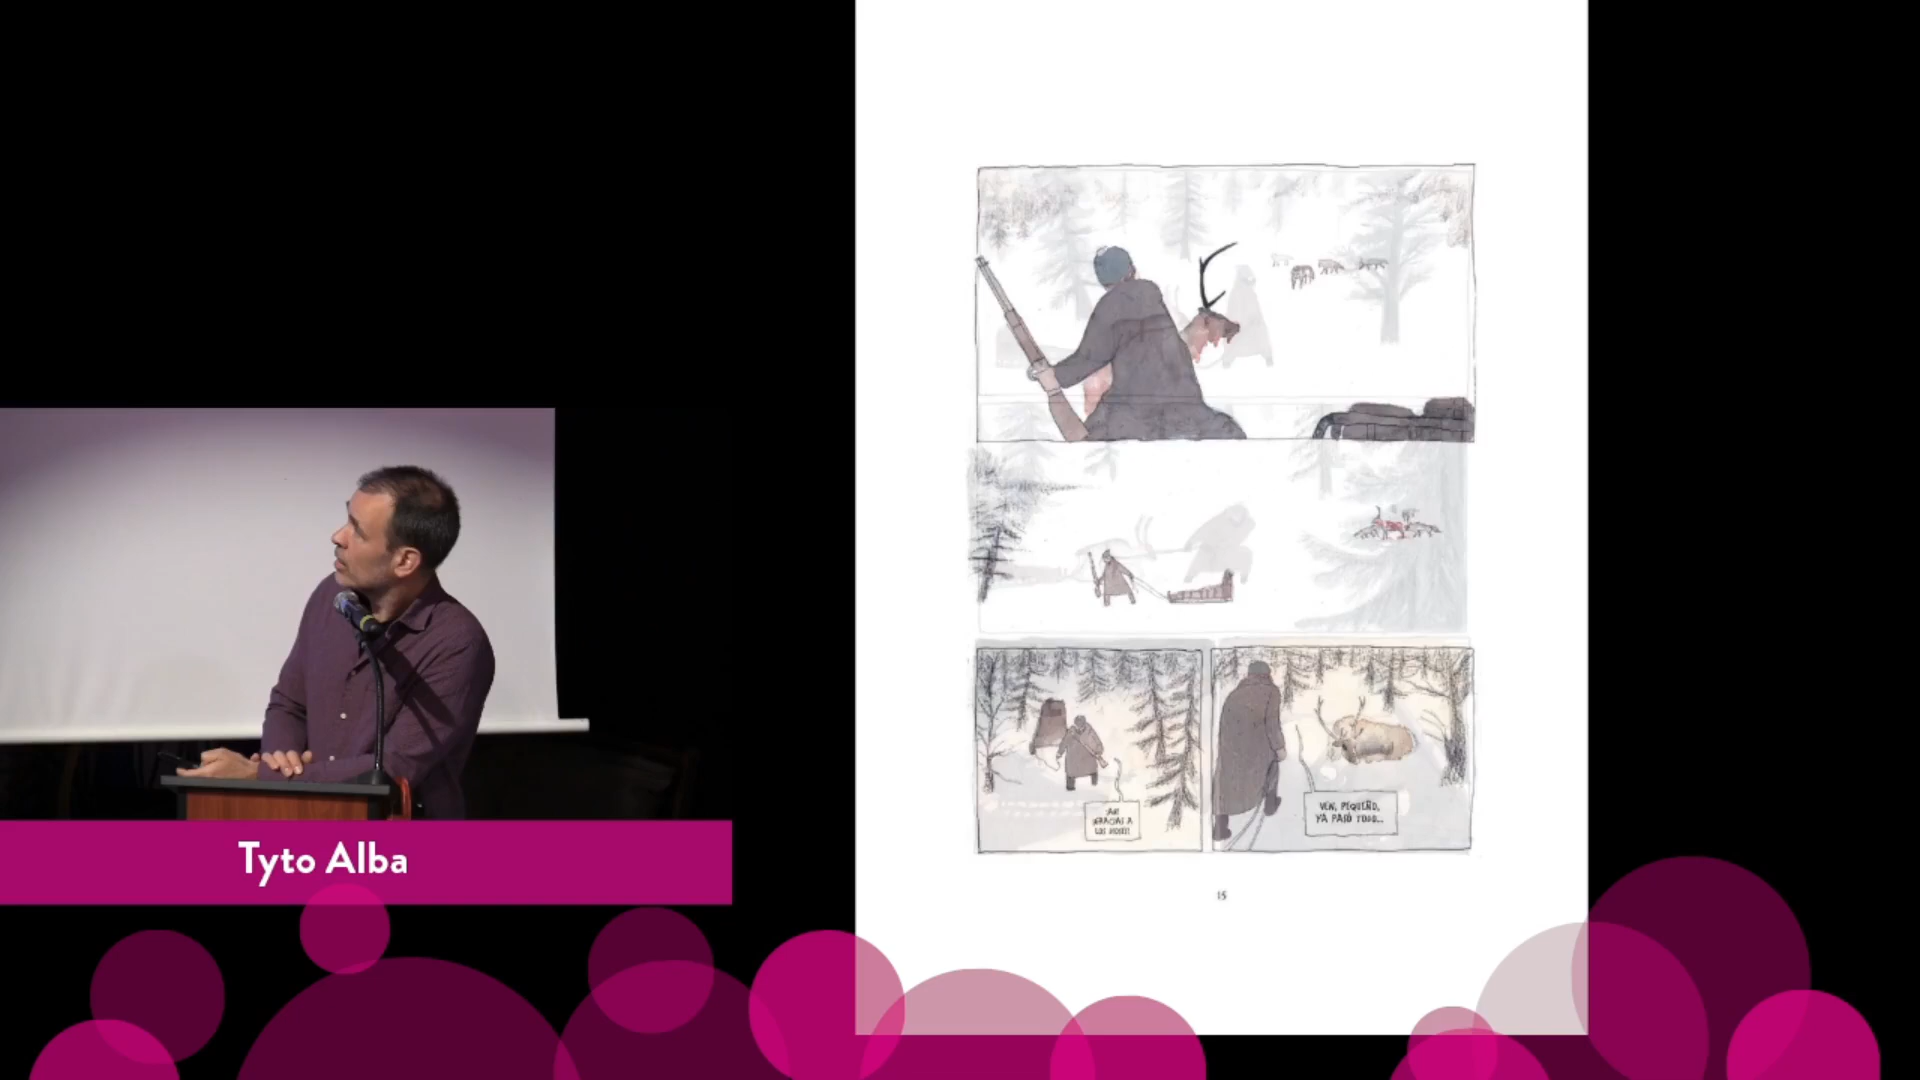 Tyto Alba
¡AH!
¡GRACIAS A
LOS DIOSES!
VEN, PEQUEÑO,
YA PASÓ TODO...
15